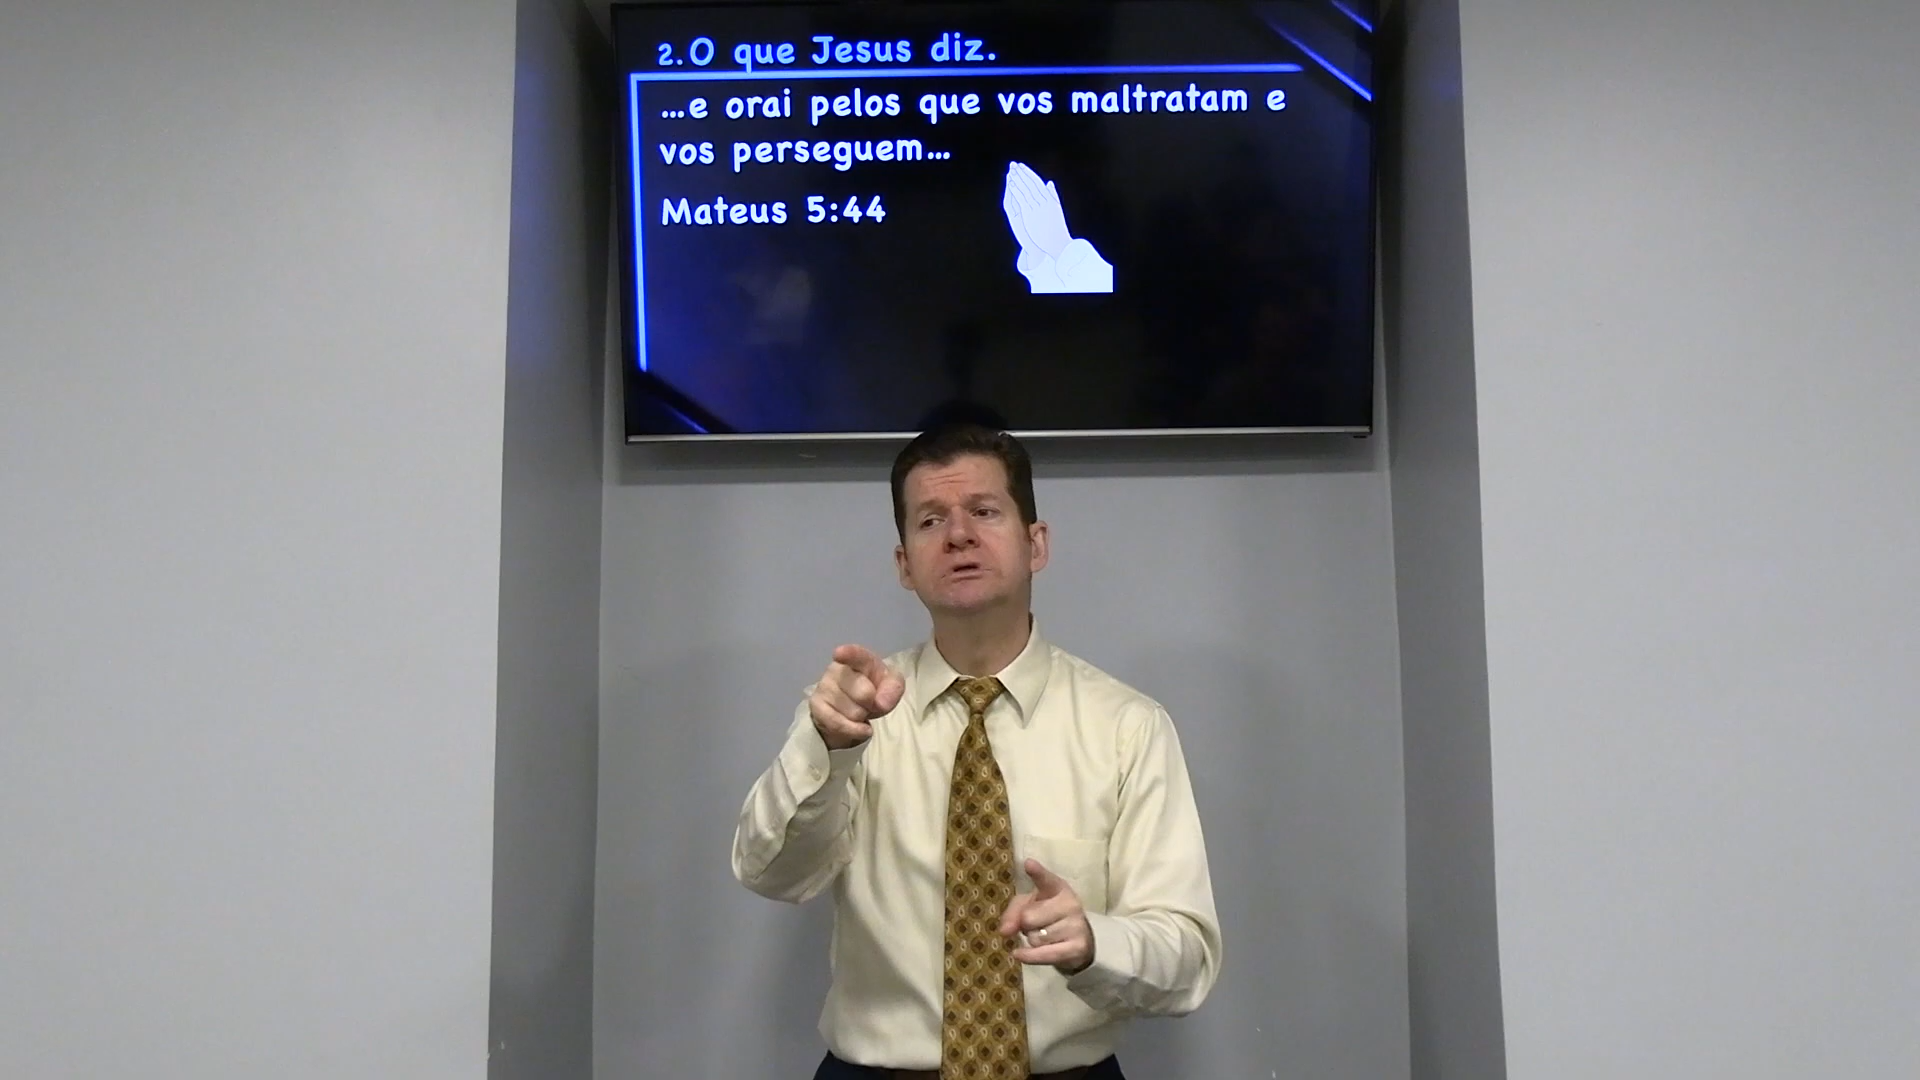 2.O que Jesus diz.
...e orai pelos que vos maltratam e
vos perseguem...
Mateus 5:44